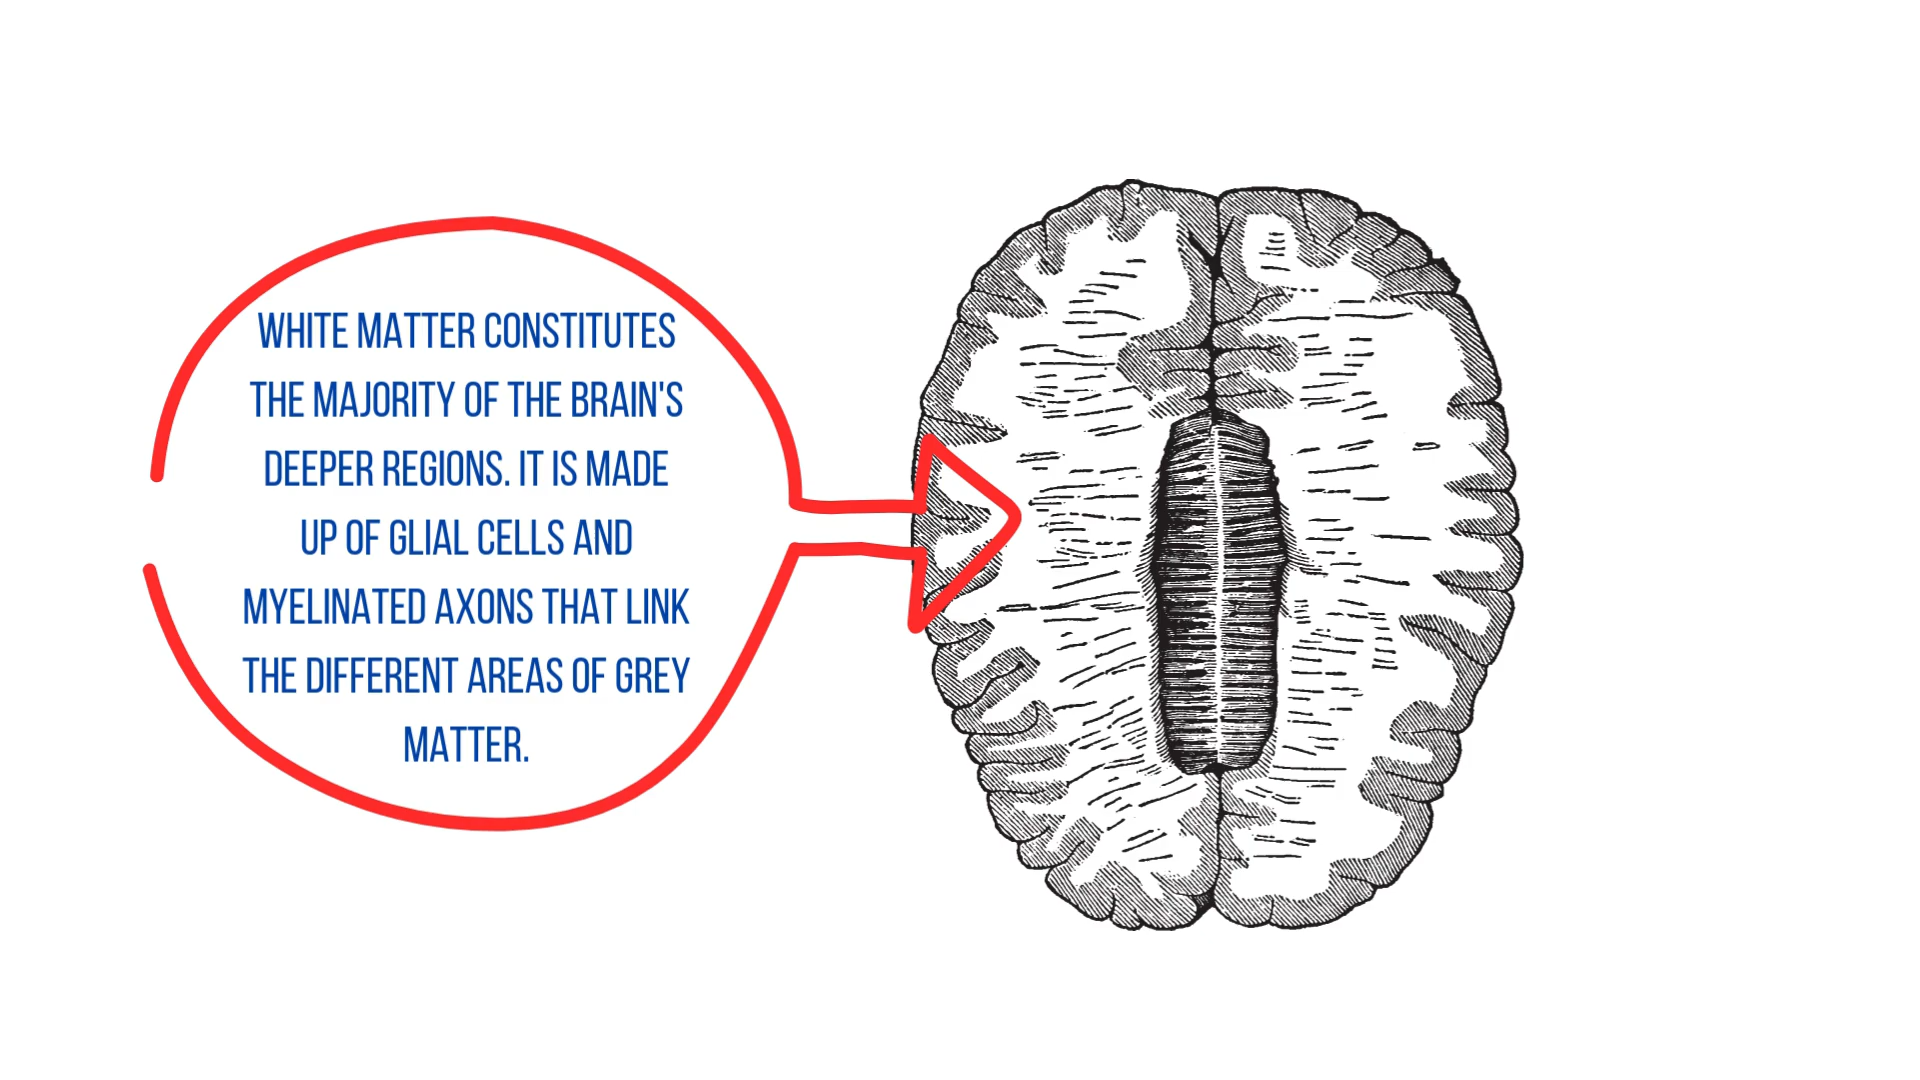 WHITE MATTER CONSTITUTES
THE MAJORITY OF THE BRAIN'S
DEEPER REGIONS. IT IS MADE
UP OF GLIAL CELLS AND
MYELINATED AXONS THAT LINK
THE DIFFERENT AREAS OF GREY
MATTER.